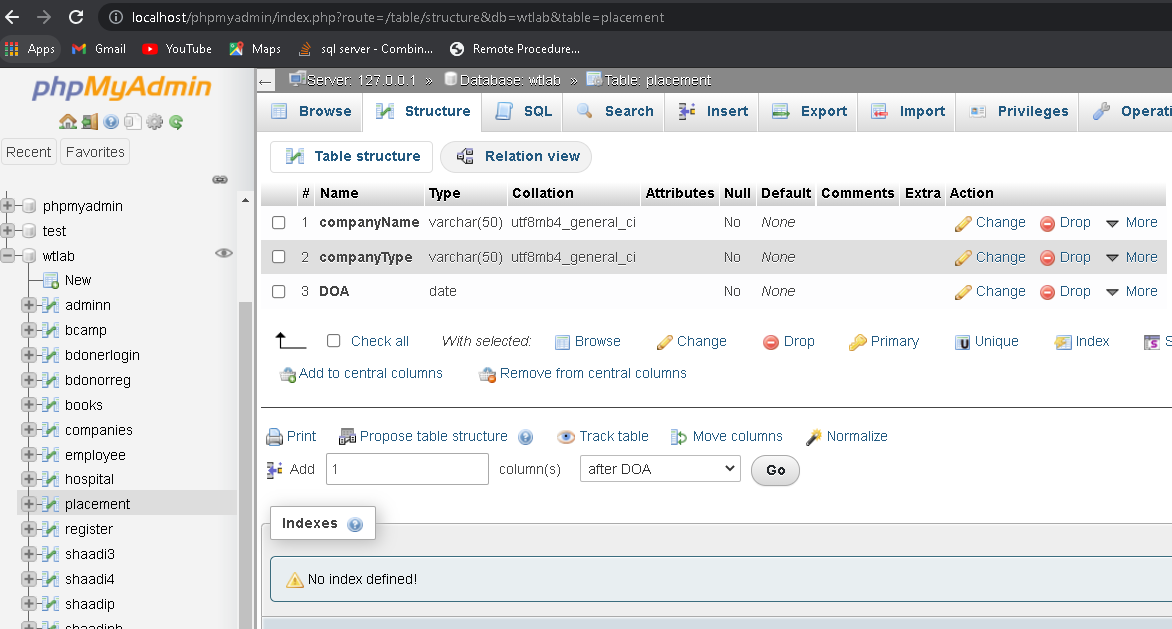 localhost/phpmyadmin/index.php?route=/table/structure&db=wtlab&table=placement
Apps Gmail YouTube Maps sql server - Combin... Remote Procedure...
phpMyAdmin
Recent Favorites
phpmyadmin
test
wtlab
New
adminn
bcamp
bdonerlogin
bdonorreg
books
companies
employee
hospital
placement
register
shaadi3
shaadi4
shaadip
Server: 127.0.0.1 » Database: wtlab » Table: placement
Browse Structure SQL Search Insert Export Import Privileges Operati
Table structure Relation view
# Name Type Collation Attributes Null Default Comments Extra Action
1 companyName varchar(50) utf8mb4_general_ci No None Change Drop More
2 companyType varchar(50) utf8mb4_general_ci No None Change Drop More
3 DOA date No None Change Drop More
Check all With selected: Browse Change Drop Primary Unique Index S
Add to central columns Remove from central columns
Print Propose table structure Track table Move columns Normalize
Add 1 column(s) after DOA Go
Indexes
No index defined!